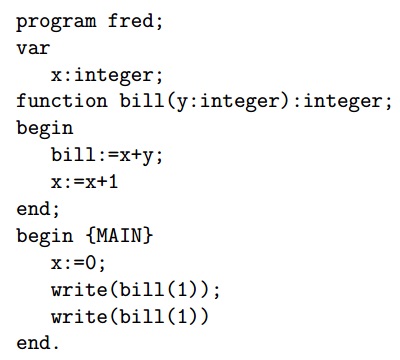 program fred;
var
   x:integer;
function bill(y:integer):integer;
begin
   bill:=x+y;
   x:=x+1
end;
begin {MAIN}
   x:=0;
   write(bill(1));
   write(bill(1))
end.